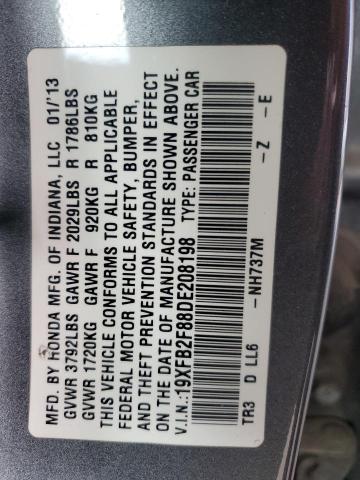 MFD. BY HONDA MFG. OF INDIANA, LLC 01/'13
GVWR 3792LBS GAWR F 2029LBS R 1786LBS
GVWR 1720KG GAWR F 920KG R 810KG
THIS VEHICLE CONFORMS TO ALL APPLICABLE
FEDERAL MOTOR VEHICLE SAFETY, BUMPER,
AND THEFT PREVENTION STANDARDS IN EFFECT
ON THE DATE OF MANUFACTURE SHOWN ABOVE.
V.I.N.: 19XFB2F88DE208198 TYPE: PASSENGER CAR
TR3 D LL6 -NH737M -Z -E